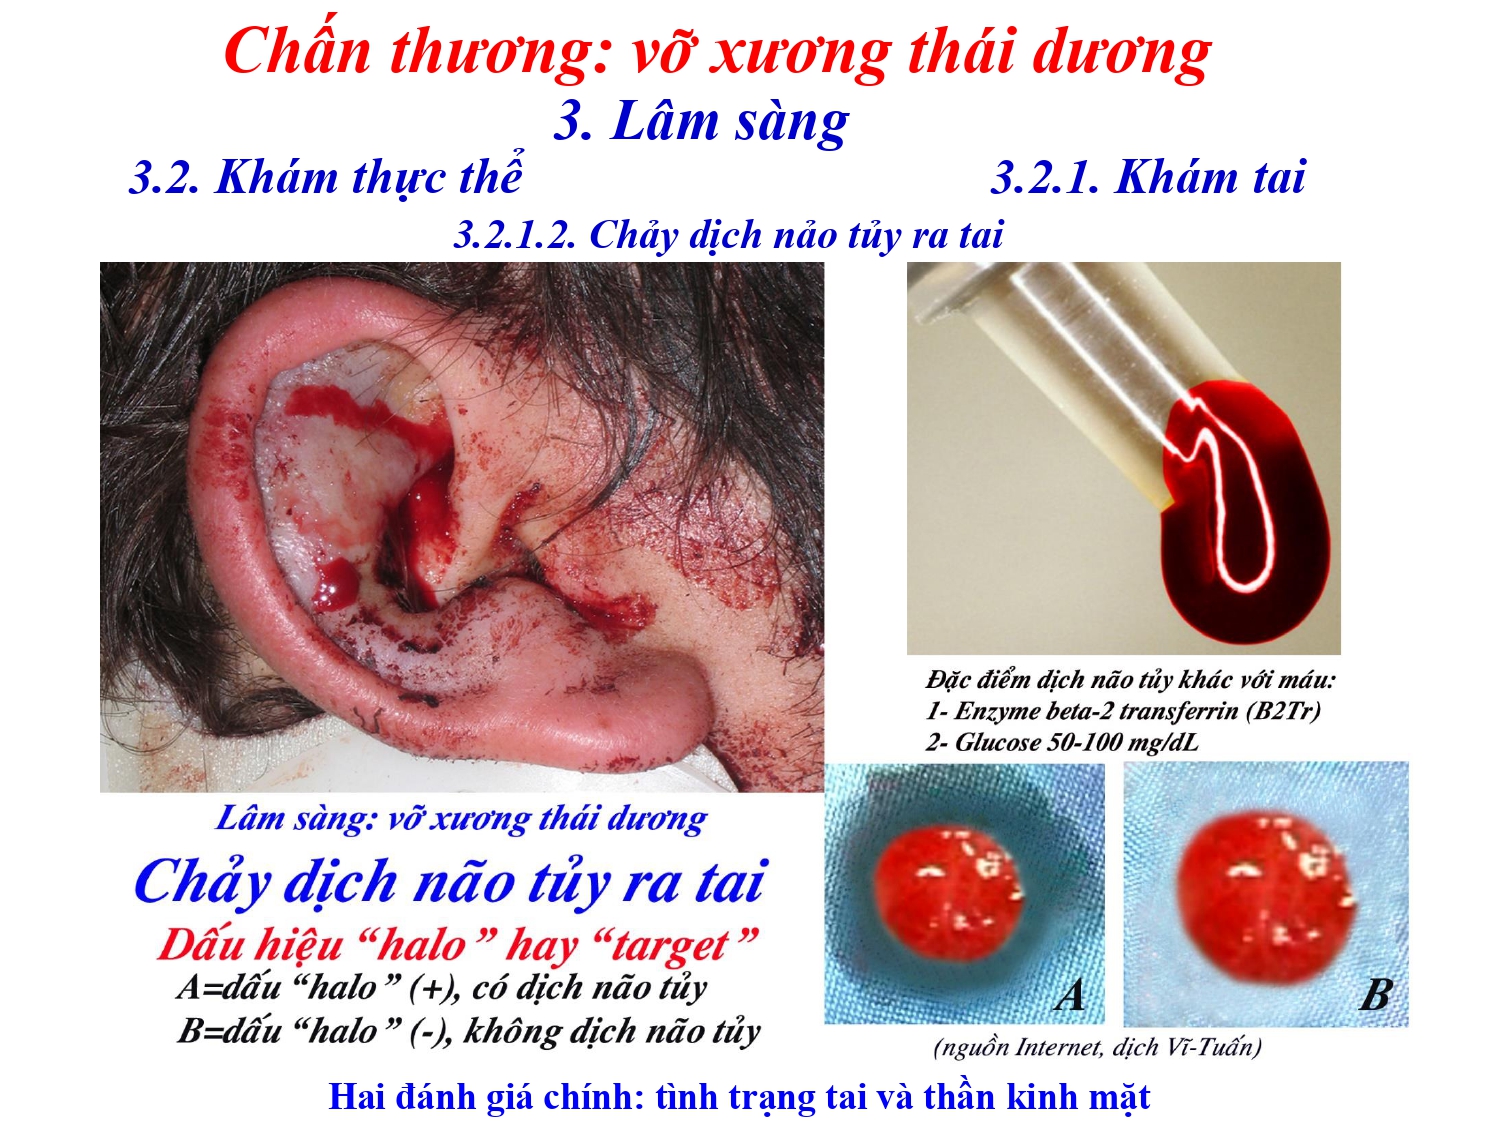 Chấn thương: vỡ xương thái dương
3. Lâm sàng
3.2. Khám thực thể
3.2.1. Khám tai
3.2.1.2. Chảy dịch nảo tủy ra tai
Đặc điểm dịch não tủy khác với máu:
1- Enzyme beta-2 transferrin (B2Tr)
2- Glucose 50-100 mg/dL
Lâm sàng: vỡ xương thái dương
Chảy dịch não tủy ra tai
Dấu hiệu “halo” hay “target”
A=dấu “halo” (+), có dịch não tủy
B=dấu “halo” (-), không dịch não tủy
A
B
(nguồn Internet, dịch Vĩ-Tuấn)
Hai đánh giá chính: tình trạng tai và thần kinh mặt